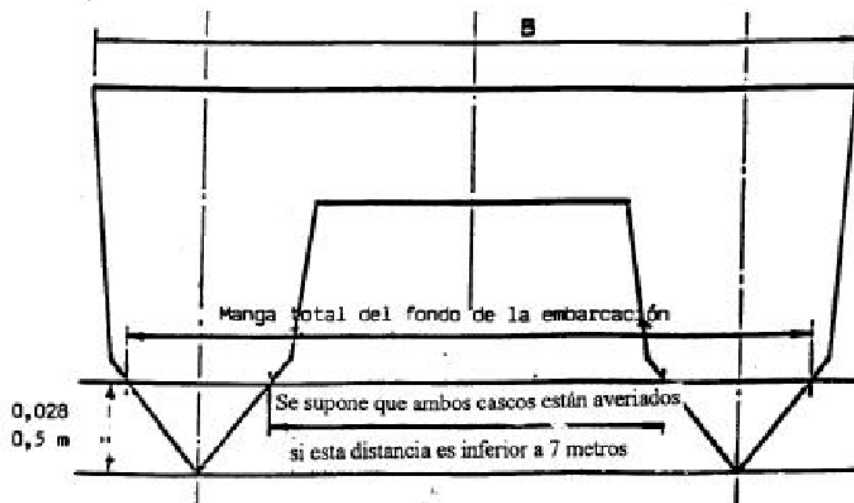 B
Manga total del fondo de la embarcación
Se supone que ambos cascos están averiados
si esta distancia es inferior a 7 metros
0,028
0,5 m